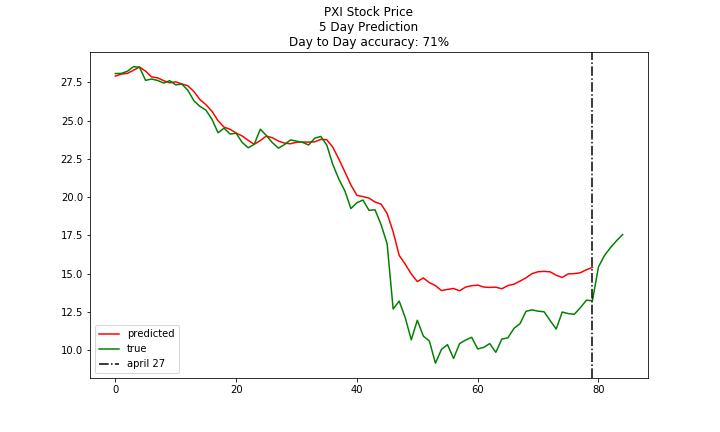 PXI Stock Price
5 Day Prediction
Day to Day accuracy: 71%
27.5
25.0
22.5
20.0
17.5
15.0
12.5
10.0
predicted
true
april 27
0 20 40 60 80